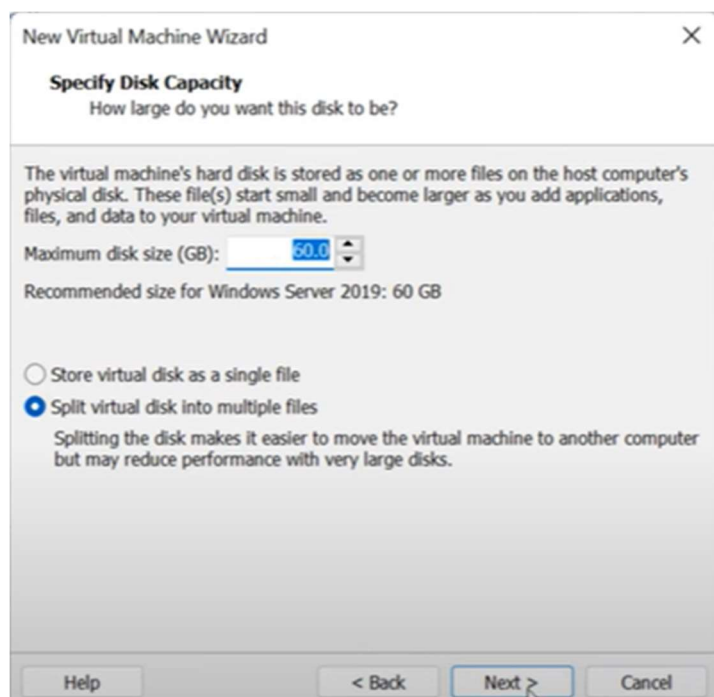 New Virtual Machine Wizard
Specify Disk Capacity
How large do you want this disk to be?
The virtual machine's hard disk is stored as one or more files on the host computer's
physical disk. These file(s) start small and become larger as you add applications,
files, and data to your virtual machine.
Maximum disk size (GB): 60.0
Recommended size for Windows Server 2019: 60 GB
Store virtual disk as a single file
Split virtual disk into multiple files
Splitting the disk makes it easier to move the virtual machine to another computer
but may reduce performance with very large disks.
Help < Back Next > Cancel